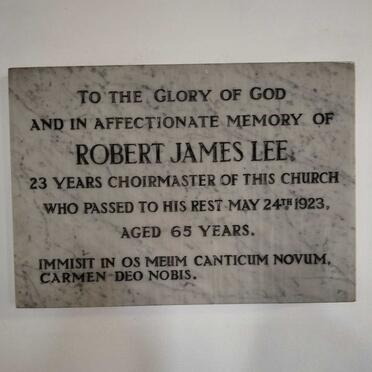 TO THE GLORY OF GOD
AND IN AFFECTIONATE MEMORY OF
ROBERT JAMES LEE,
23 YEARS CHOIRMASTER OF THIS CHURCH
WHO PASSED TO HIS REST MAY 24TH 1923,
AGED 65 YEARS.
IMMISIT IN OS MEUM CANTICUM NOVUM,
CARMEN DEO NOBIS.